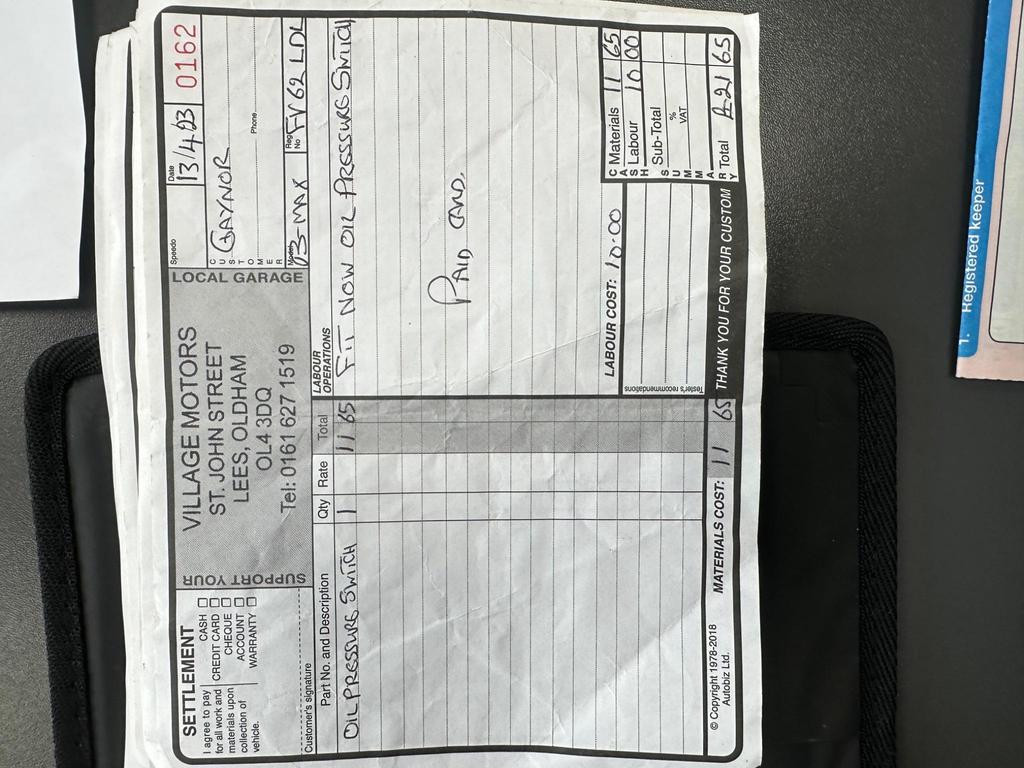 SETTLEMENT
I agree to pay
for all work and
materials upon
collection of
vehicle.
CASH
CREDIT CARD
CHEQUE
ACCOUNT
WARRANTY
Customer's signature
SUPPORT YOUR
VILLAGE MOTORS
ST. JOHN STREET
LEES, OLDHAM
OL4 3DQ
Tel: 0161 627 1519
LOCAL GARAGE
Speedo
Date 13/4/23
0162
CUSTOMER
GAYNOR
Phone
Model B-MAX Reg No FV62 LDL
Part No. and Description Qty Rate Total
OIL PRESSURE SWITCH 1 11 65
LABOUR OPERATIONS
FIT NOW OIL PRESSURE SWITCH
PAID
LABOUR COST: 10.00
Tester's recommendations
CASH SUMMARY
Materials 11 65
Labour 10 00
Sub-Total
% VAT
Total £21 65
© Copyright 1978-2018
Autobiz Ltd.
MATERIALS COST: 11 65
THANK YOU FOR YOUR CUSTOM
1. Registered keeper